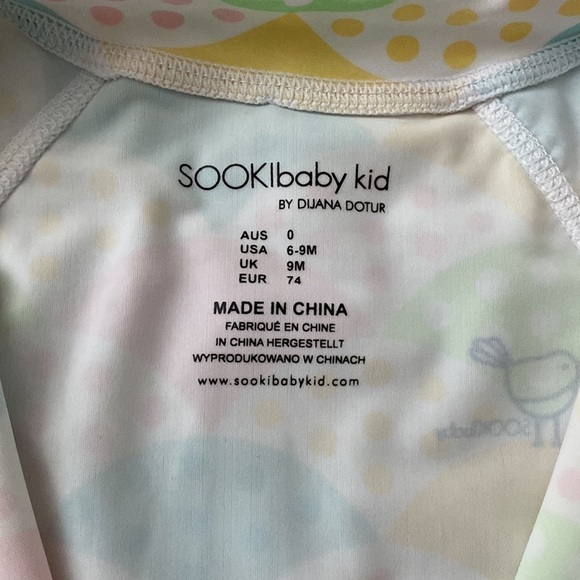 SOOKIbaby kid
BY DIJANA DOTUR
AUS 0
USA 6-9M
UK 9M
EUR 74
MADE IN CHINA
FABRIQUÉ EN CHINE
IN CHINA HERGESTELLT
WYPRODUKOWANO W CHINACH
www.sookibabykid.com
SOOKIbaby